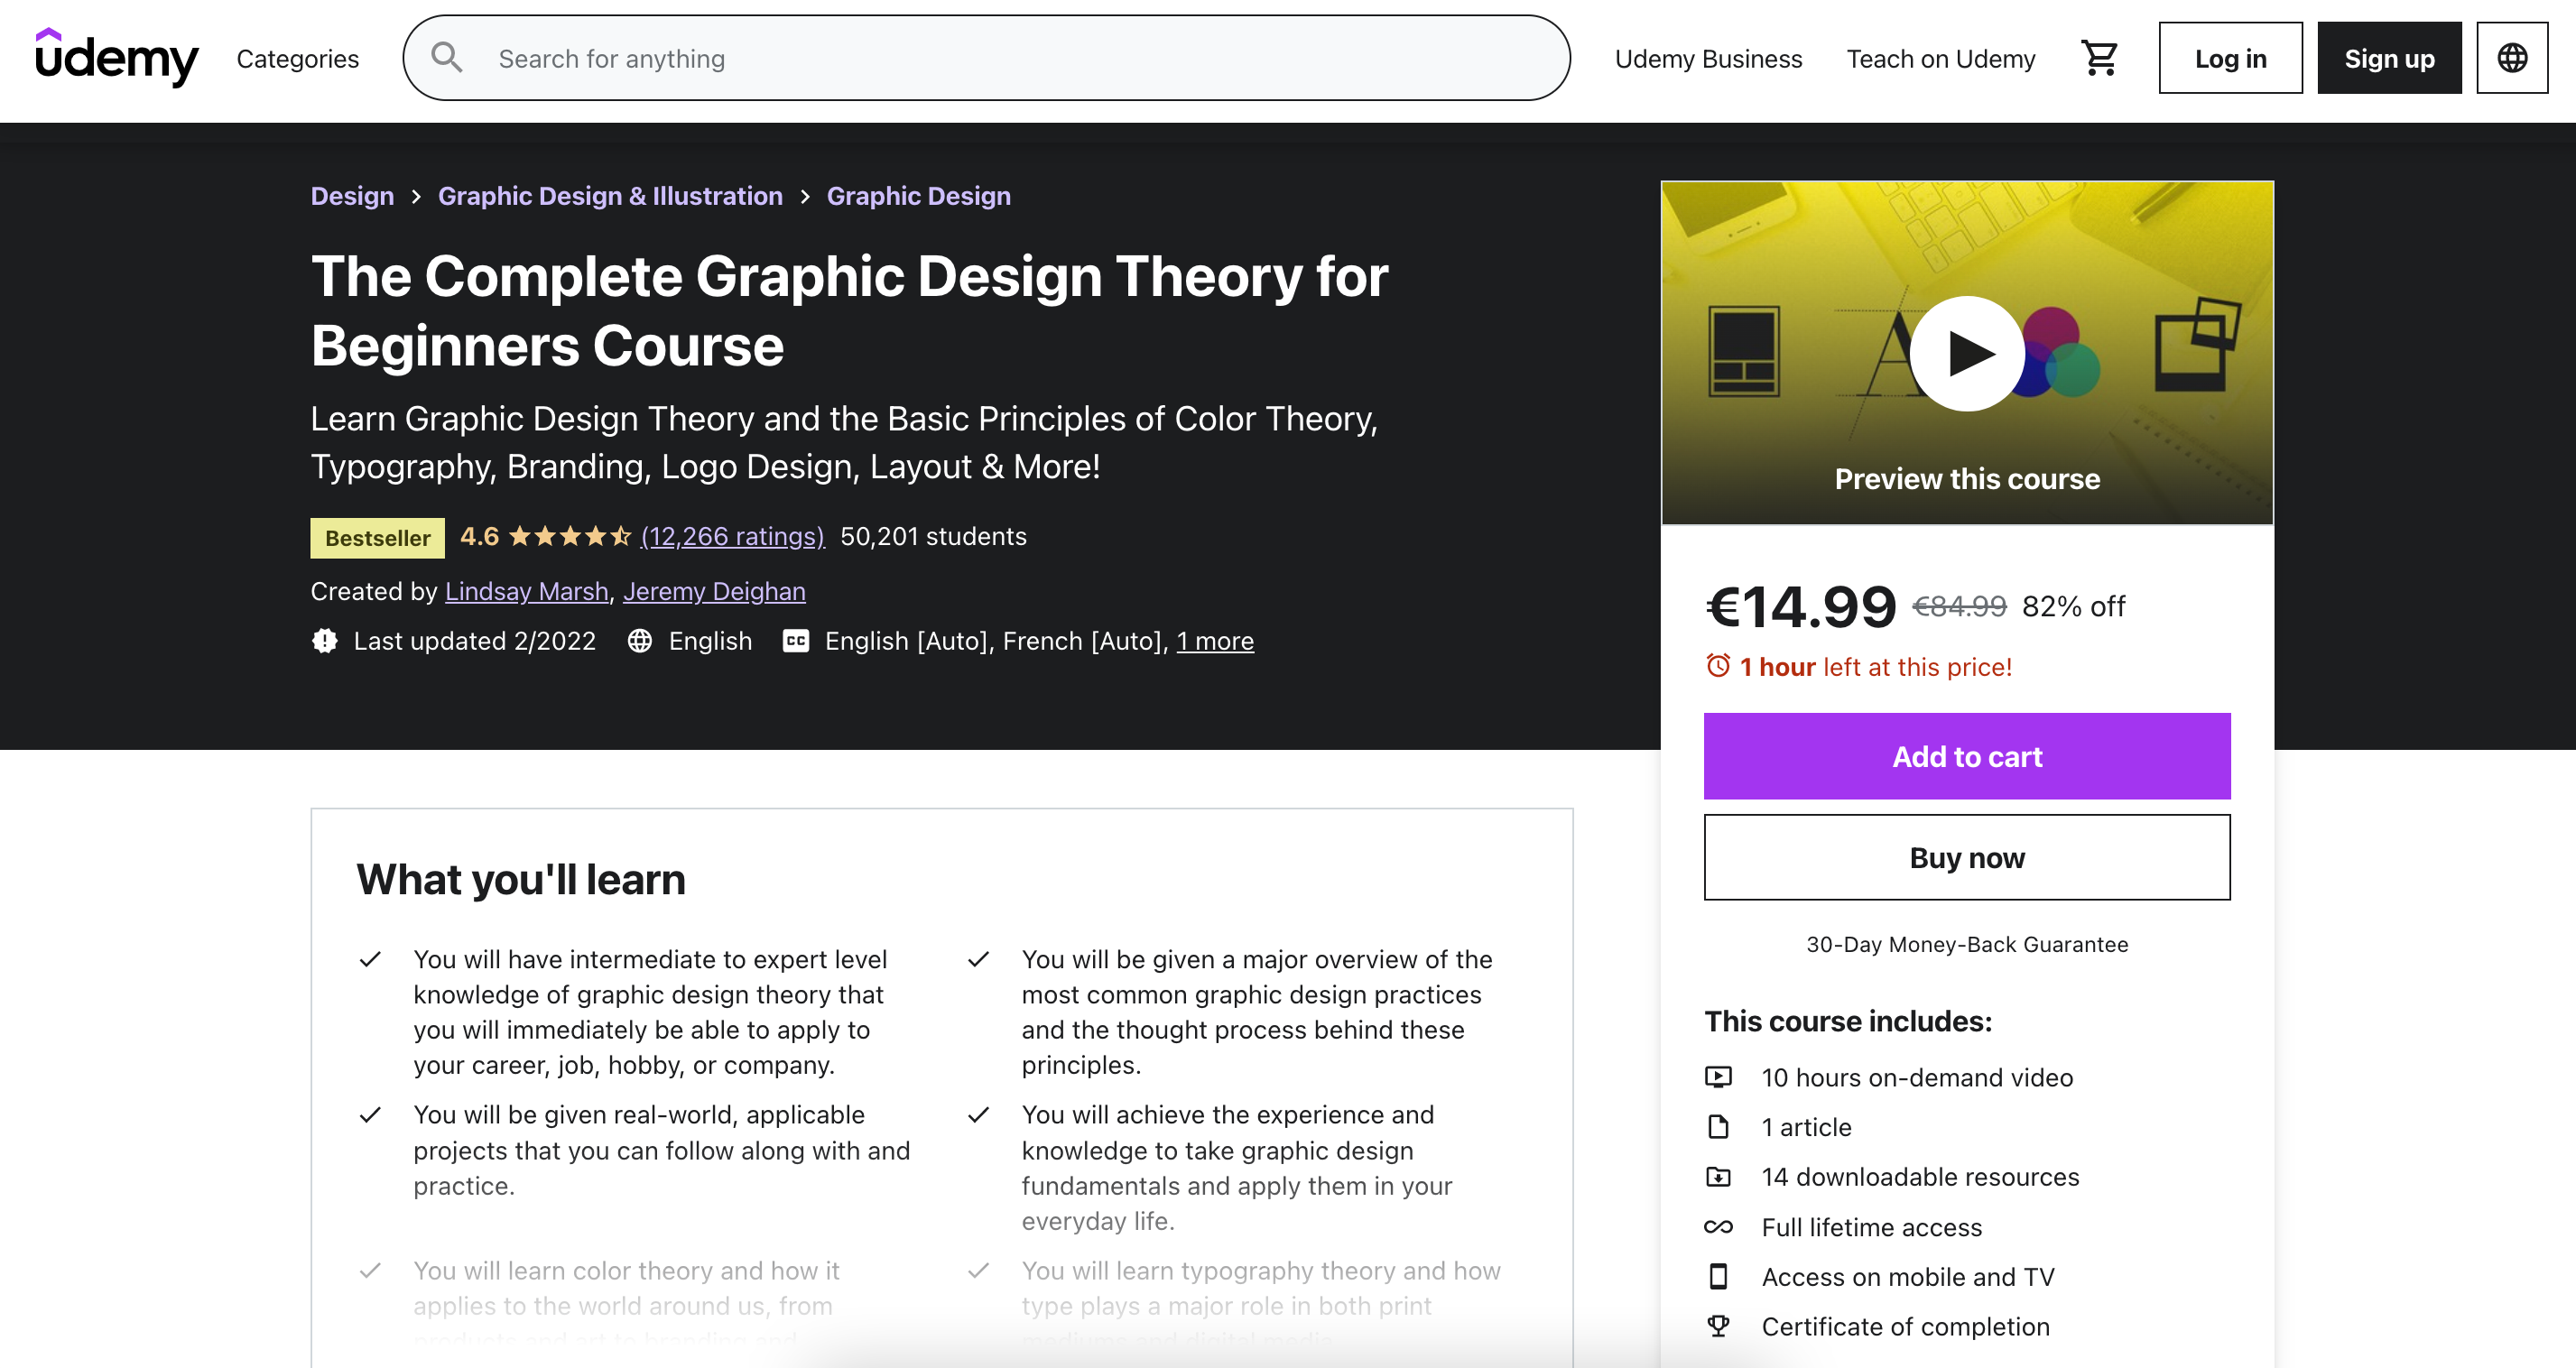 udemy
Categories
Search for anything
Udemy Business
Teach on Udemy
Log in
Sign up
Design > Graphic Design & Illustration > Graphic Design
The Complete Graphic Design Theory for
Beginners Course
Learn Graphic Design Theory and the Basic Principles of Color Theory,
Typography, Branding, Logo Design, Layout & More!
Bestseller 4.6 (12,266 ratings) 50,201 students
Created by Lindsay Marsh, Jeremy Deighan
Last updated 2/2022 English CC English [Auto], French [Auto], 1 more
A
Preview this course
€14.99 €84.99 82% off
1 hour left at this price!
Add to cart
Buy now
30-Day Money-Back Guarantee
This course includes:
10 hours on-demand video
1 article
14 downloadable resources
Full lifetime access
Access on mobile and TV
Certificate of completion
What you'll learn
You will have intermediate to expert level
knowledge of graphic design theory that
you will immediately be able to apply to
your career, job, hobby, or company.
You will be given a major overview of the
most common graphic design practices
and the thought process behind these
principles.
You will be given real-world, applicable
projects that you can follow along with and
practice.
You will achieve the experience and
knowledge to take graphic design
fundamentals and apply them in your
everyday life.
You will learn color theory and how it
applies to the world around us, from
products and art to branding and
You will learn typography theory and how
type plays a major role in both print
mediums and digital media